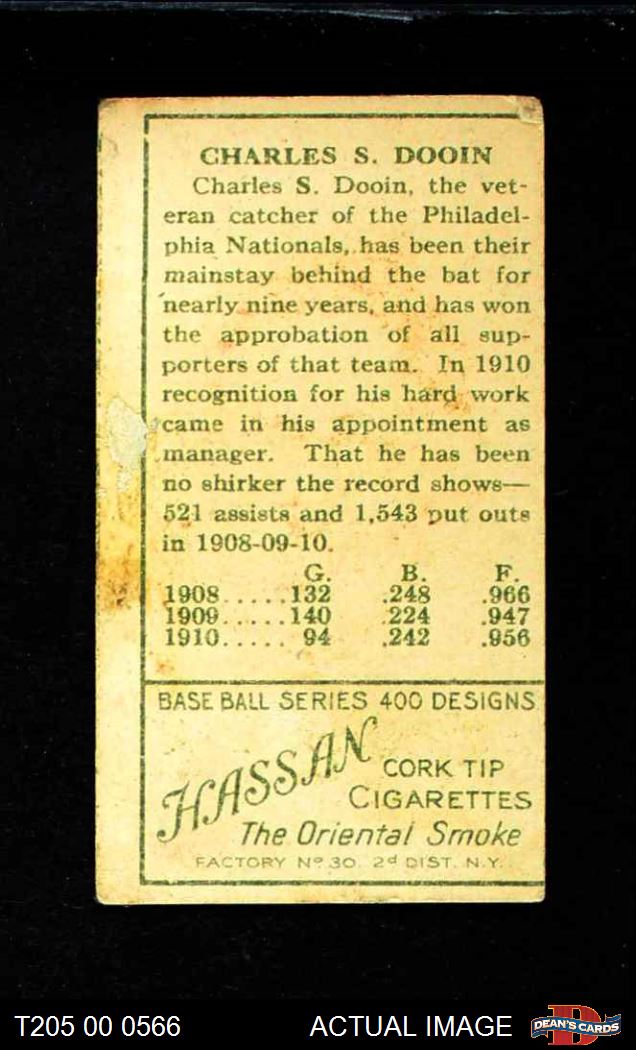 CHARLES S. DOOIN
Charles S. Dooin, the vet-
eran catcher of the Philadel-
phia Nationals, has been their
mainstay behind the bat for
nearly nine years, and has won
the approbation of all sup-
porters of that team. In 1910
recognition for his hard work
came in his appointment as
manager. That he has been
no shirker the record shows—
521 assists and 1,543 put outs
in 1908-09-10.
G. B. F.
1908.....132 .248 .966
1909.....140 .224 .947
1910..... 94 .242 .956
BASE BALL SERIES 400 DESIGNS
HASSAN CORK TIP
CIGARETTES
The Oriental Smoke
FACTORY Nº 30. 2d DIST. N.Y.
T205 00 0566 ACTUAL IMAGE D DEAN'S CARDS